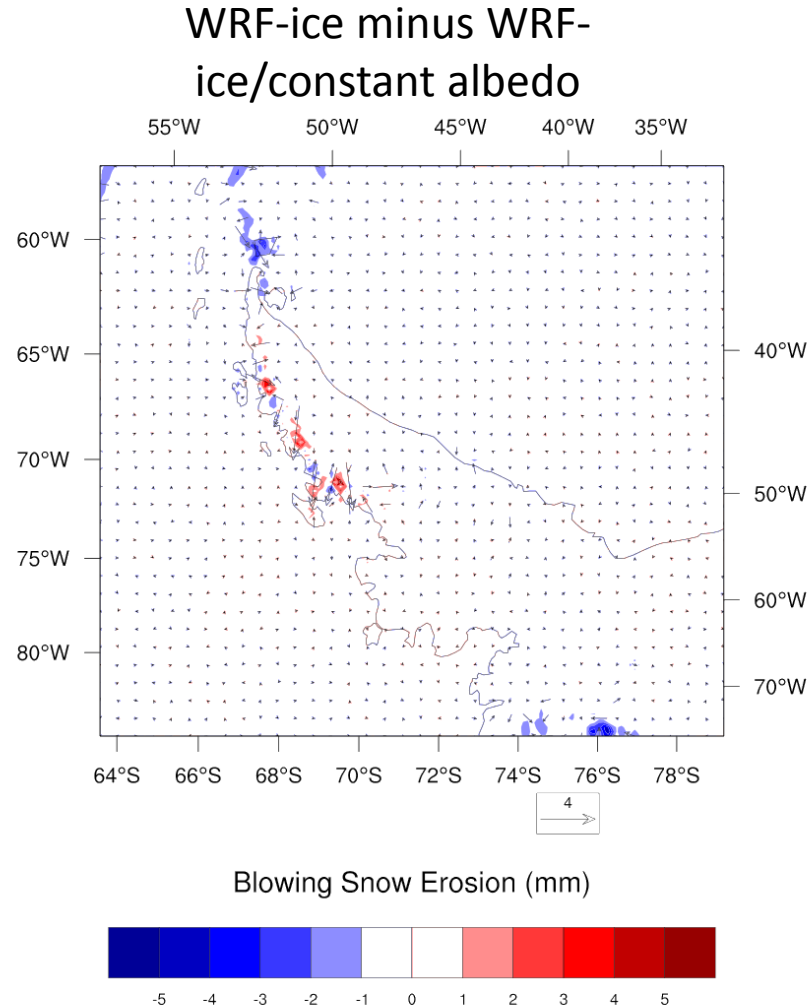 WRF-ice minus WRF-
ice/constant albedo
55°W 50°W 45°W 40°W 35°W
60°W
65°W 40°W
70°W
50°W
75°W
60°W
80°W
70°W
64°S 66°S 68°S 70°S 72°S 74°S 76°S 78°S
4
Blowing Snow Erosion (mm)
-5 -4 -3 -2 -1 0 1 2 3 4 5